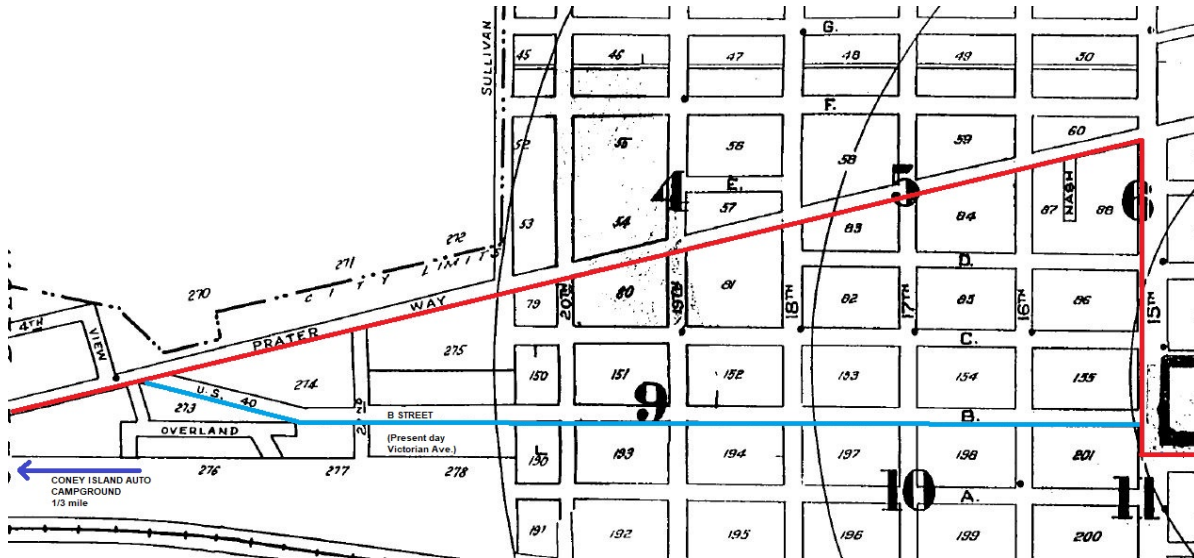 G.
45 46 47 48 49 50
SULLIVAN
F.
52 55 56 58 59 60
4 5 6
E.
53 54 57 83 84 87 NASH 88
272
271
CITY LIMITS
270
D.
79 20TH 80 19TH 81 18TH 82 17TH 85 16TH 86 15TH
4TH
VIEW
PRATER WAY
C.
275
150 151 152 153 154 155
274
U.S. 40
273
9
B STREET
B.
OVERLAND
(Present day
Victorian Ave.)
276 277 278 190 193 194 197 198 201
CONEY ISLAND AUTO
CAMPGROUND
1/3 mile
10 11
A.
191 192 195 196 199 200